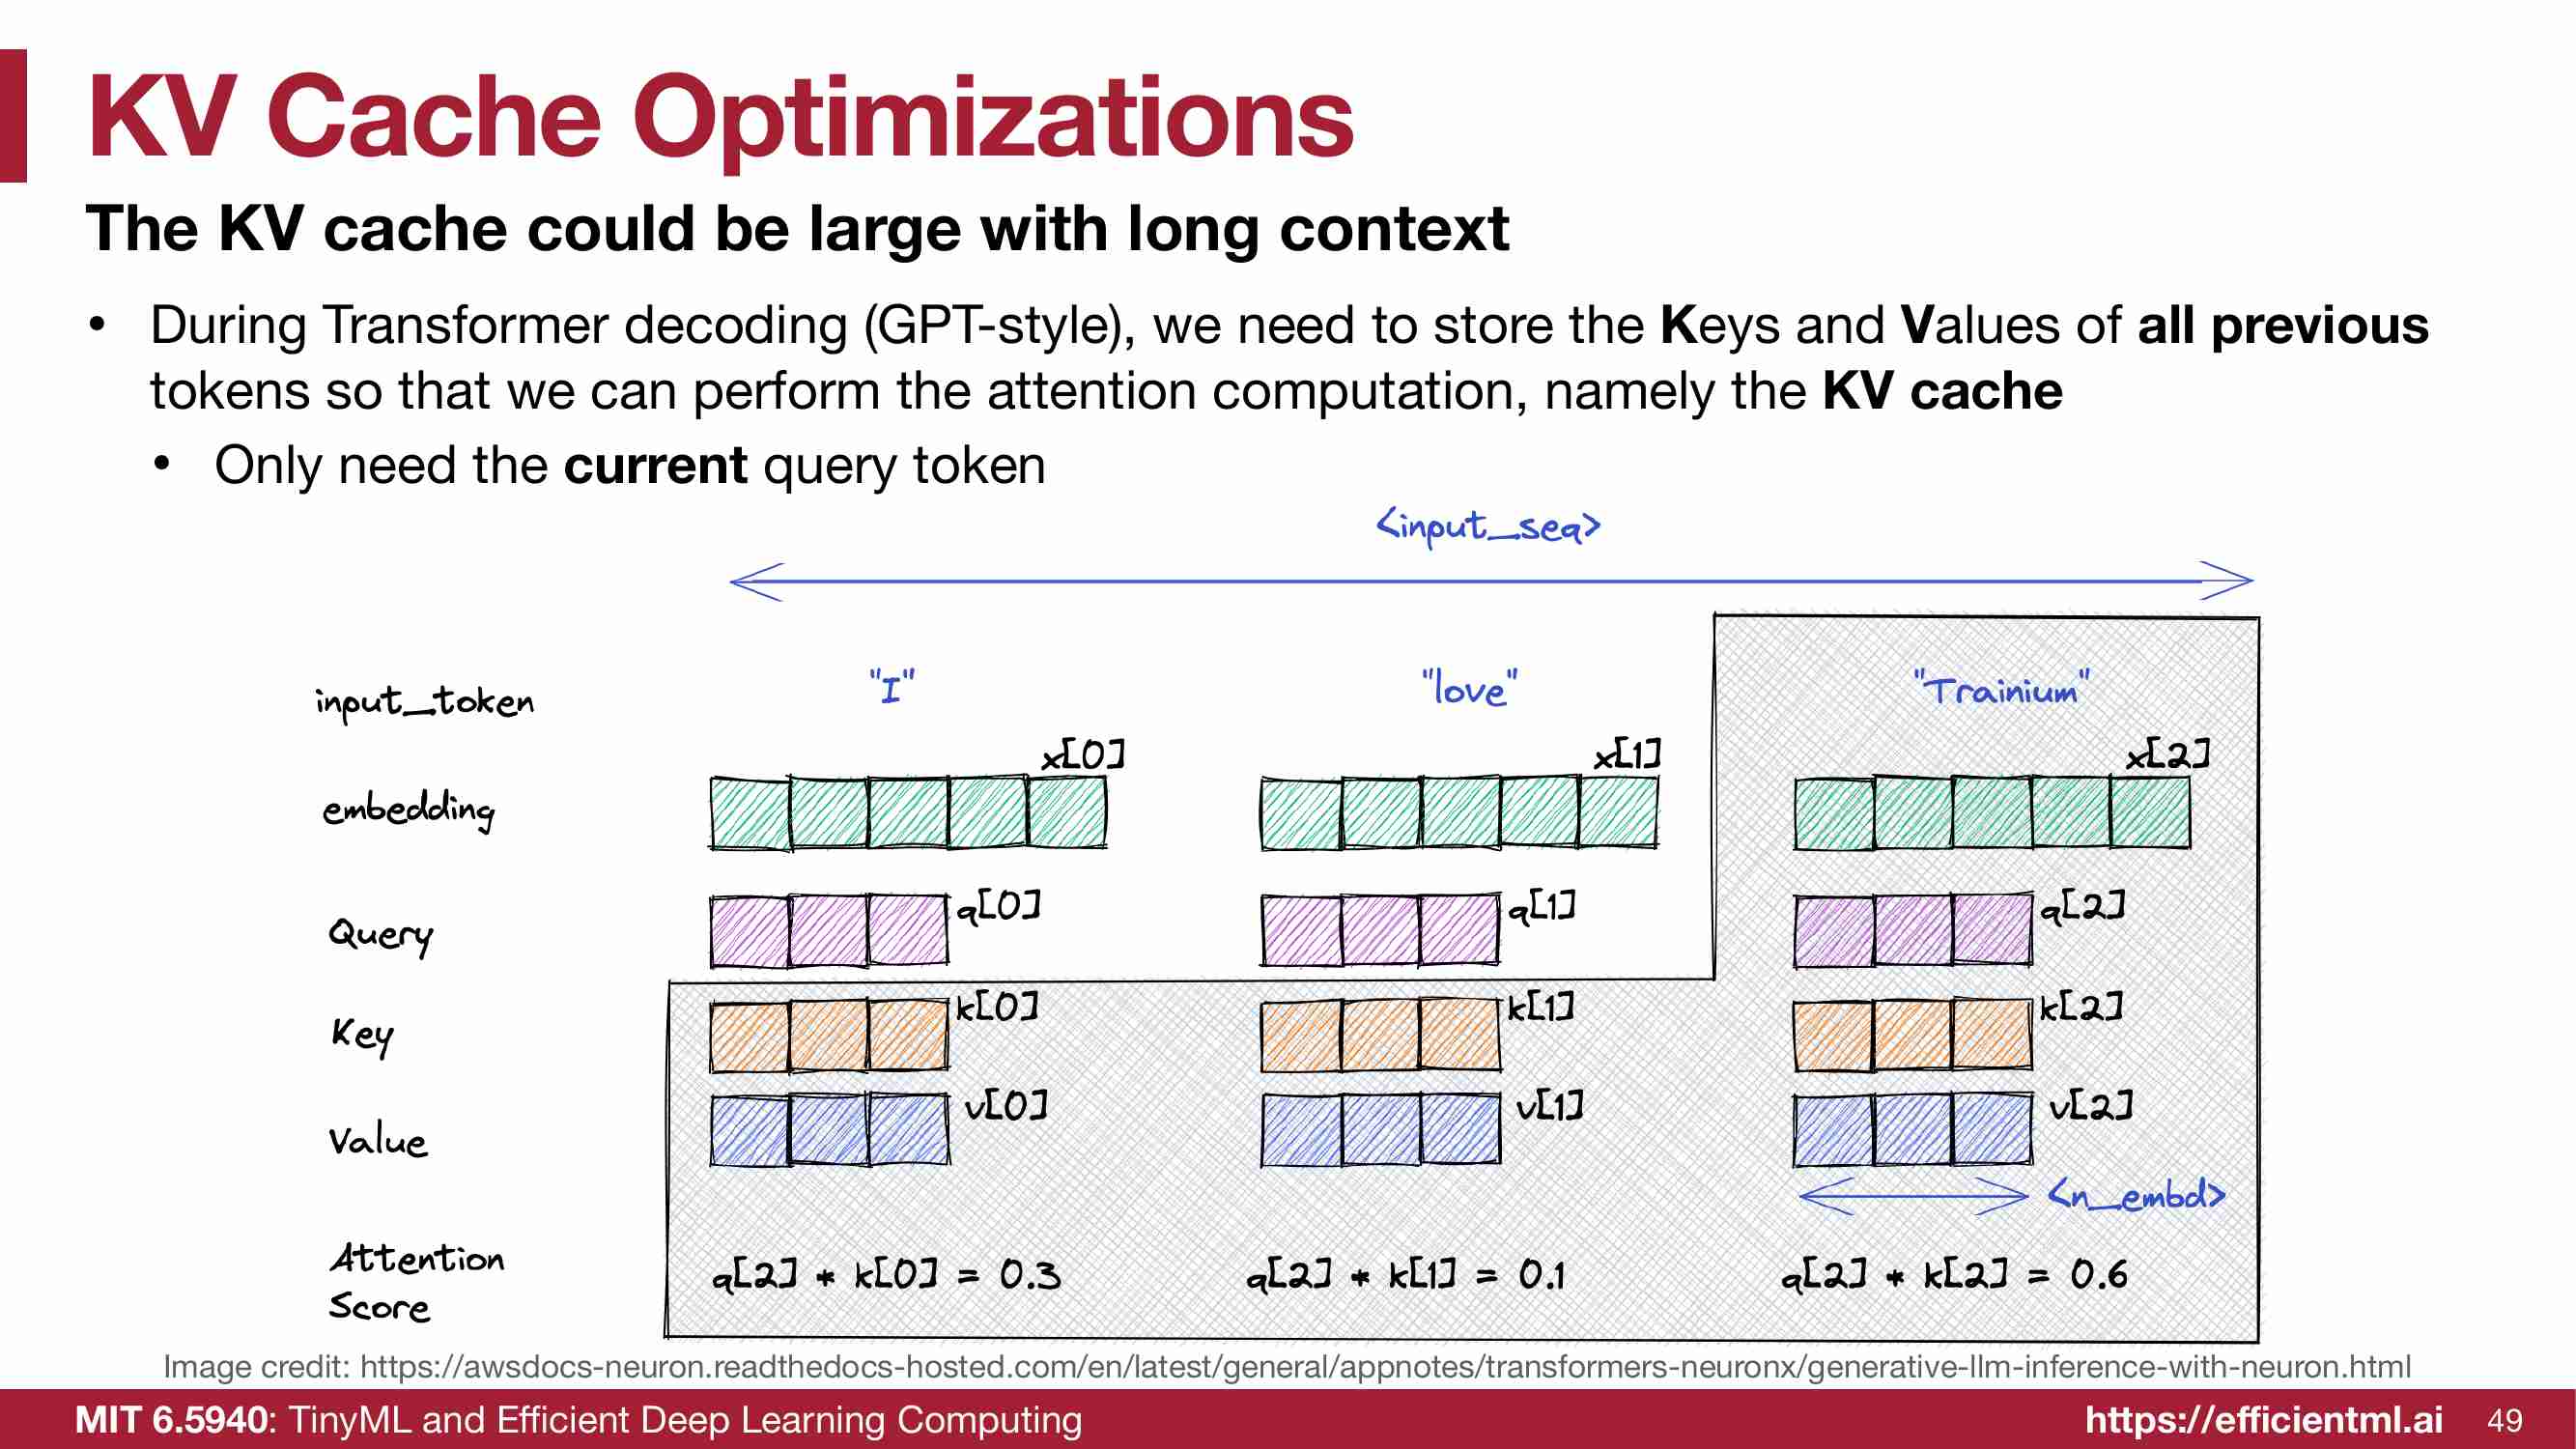 KV Cache Optimizations
The KV cache could be large with long context
• During Transformer decoding (GPT-style), we need to store the Keys and Values of all previous
tokens so that we can perform the attention computation, namely the KV cache
• Only need the current query token
<input_seq>
input_token "I" "love" "Trainium"
embedding x[0] x[1] x[2]
Query q[0] q[1] q[2]
Key k[0] k[1] k[2]
Value v[0] v[1] v[2]
<n_embd>
Attention
Score q[2] * k[0] = 0.3 q[2] * k[1] = 0.1 q[2] * k[2] = 0.6
Image credit: https://awsdocs-neuron.readthedocs-hosted.com/en/latest/general/appnotes/transformers-neuronx/generative-llm-inference-with-neuron.html
MIT 6.5940: TinyML and Efficient Deep Learning Computing https://efficientml.ai 49